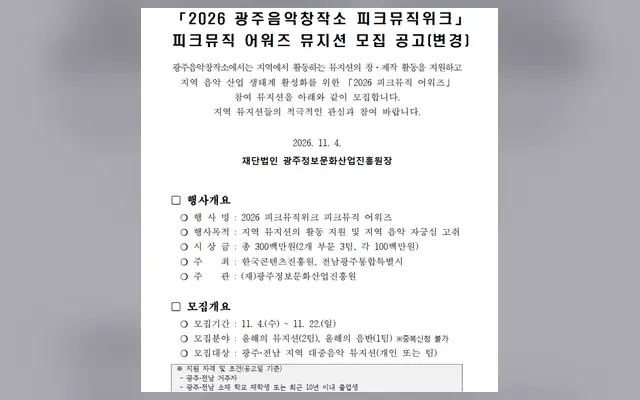 「2026 광주음악창작소 피크뮤직위크」
피크뮤직 어워즈 뮤지션 모집 공고(변경)
광주음악창작소에서는 지역에서 활동하는 뮤지션의 창·제작 활동을 지원하고
지역 음악 산업 생태계 활성화를 위한 「2026 피크뮤직 어워즈」
참여 뮤지션을 아래와 같이 모집합니다.
지역 뮤지션들의 적극적인 관심과 참여 바랍니다.
2026. 11. 4.
재단법인 광주정보문화산업진흥원장
□ 행사개요
❍ 행 사 명 : 2026 피크뮤직위크 피크뮤직 어워즈
❍ 행사목적 : 지역 뮤지션의 활동 지원 및 지역 음악 자긍심 고취
❍ 시 상 금 : 총 300백만원(2개 부문 3팀, 각 100백만원)
❍ 주 최 : 한국콘텐츠진흥원, 전남광주통합특별시
❍ 주 관 : (재)광주정보문화산업진흥원
□ 모집개요
❍ 모집기간 : 11. 4.(수) ~ 11. 22.(일)
❍ 모집분야 : 올해의 뮤지션(2팀), 올해의 음반(1팀) ※중복신청 불가
❍ 모집대상 : 광주·전남 지역 대중음악 뮤지션(개인 또는 팀)
※ 지원 자격 및 조건(공고일 기준)
- 광주·전남 거주자
- 광주·전남 소재 학교 재학생 또는 최근 10년 이내 졸업생